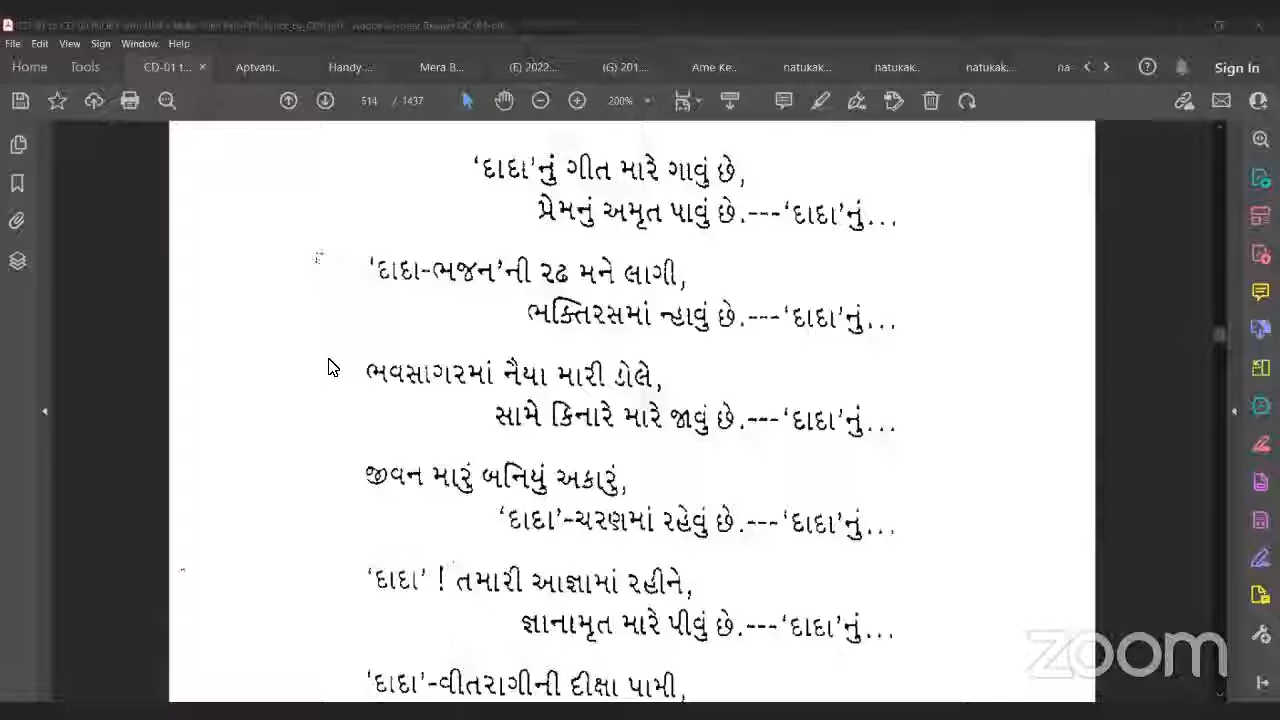 File Edit View Sign Window Help
Home Tools CD-01 t... × Aptvani... Handy ... Mera B... (E) 2022.... (G) 201.... Ame Ke... natukak... natukak... natukak... na Sign In
514 / 1437 200%
‘દાદા’નું ગીત મારે ગાવું છે,
પ્રેમનું અમૃત પાવું છે.---‘દાદા’નું...
‘દાદા-ભજન’ની રઢ મને લાગી,
ભક્તિરસમાં ન્હાવું છે.---‘દાદા’નું...
ભવસાગરમાં નૈયા મારી ડોલે,
સામે કિનારે મારે જાવું છે.---‘દાદા’નું...
જીવન મારું બનિયું અકારું,
‘દાદા’-ચરણમાં રહેવું છે.---‘દાદા’નું...
‘દાદા’ ! તમારી આજ્ઞામાં રહીને,
જ્ઞાનામૃત મારે પીવું છે.---‘દાદા’નું...
‘દાદા’-વીતરાગીની દીક્ષા પામી,
zoom